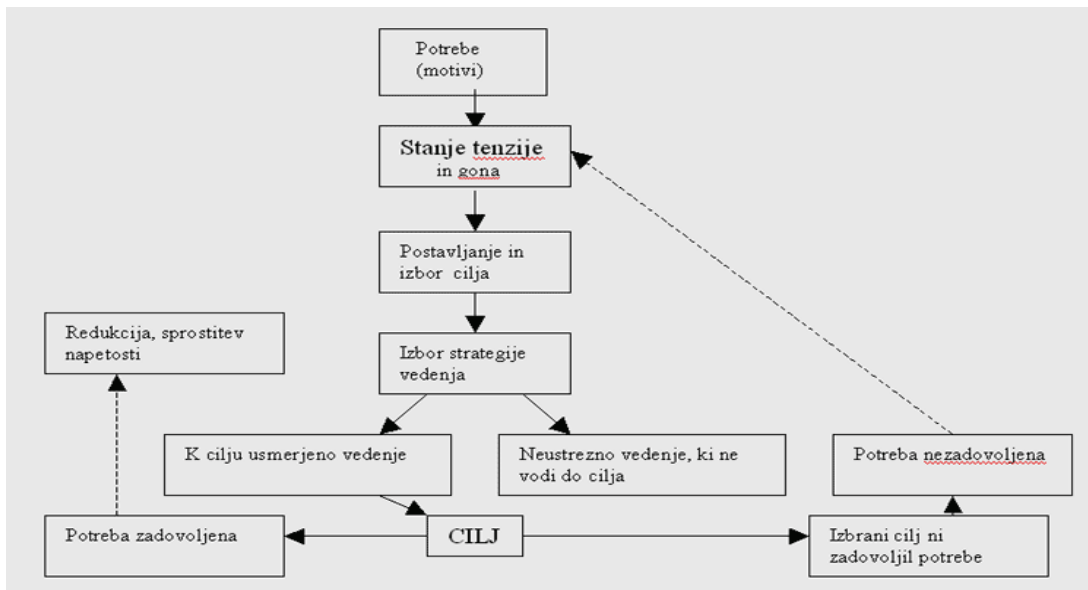 Potrebe
(motivi)
Stanje tenzije
in gona
Postavljanje in
izbor cilja
Redukcija, sprostitev
napetosti
Izbor strategije
vedenja
K cilju usmerjeno vedenje
Neustrezno vedenje, ki ne
vodi do cilja
Potreba nezadovoljena
Potreba zadovoljena
CILJ
Izbrani cilj ni
zadovoljil potrebe